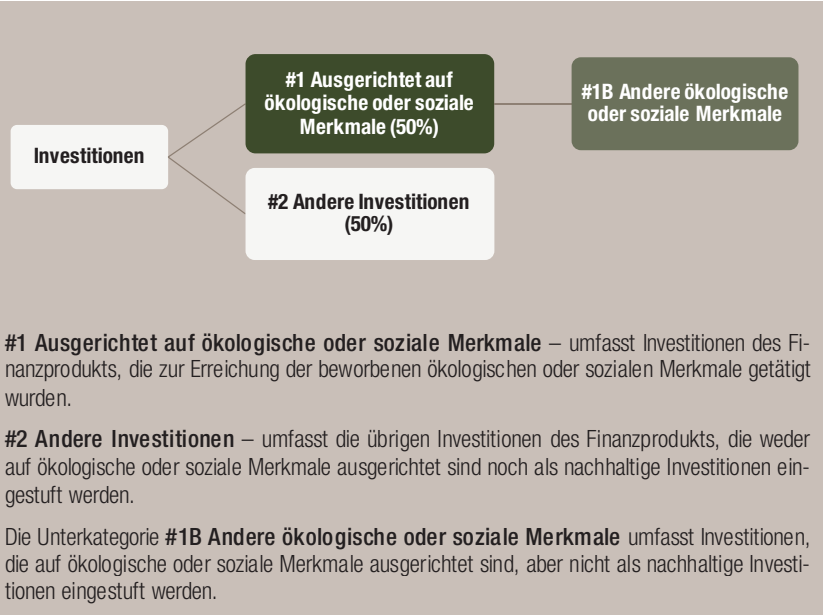 #1 Ausgerichtet auf
ökologische oder soziale
Merkmale (50%)
#1B Andere ökologische
oder soziale Merkmale
Investitionen
#2 Andere Investitionen
(50%)
#1 Ausgerichtet auf ökologische oder soziale Merkmale – umfasst Investitionen des Fi-
nanzprodukts, die zur Erreichung der beworbenen ökologischen oder sozialen Merkmale getätigt
wurden.
#2 Andere Investitionen – umfasst die übrigen Investitionen des Finanzprodukts, die weder
auf ökologische oder soziale Merkmale ausgerichtet sind noch als nachhaltige Investitionen ein-
gestuft werden.
Die Unterkategorie #1B Andere ökologische oder soziale Merkmale umfasst Investitionen,
die auf ökologische oder soziale Merkmale ausgerichtet sind, aber nicht als nachhaltige Investi-
tionen eingestuft werden.